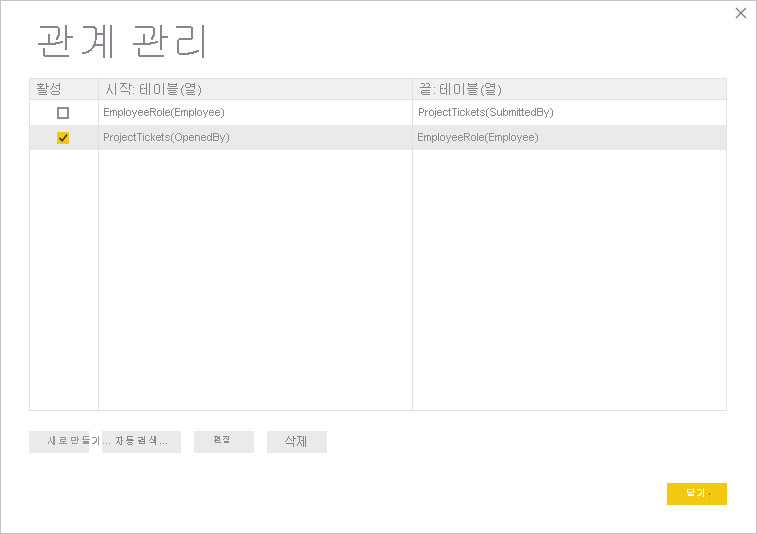 관계 관리
활성 시작: 테이블(열) 끝: 테이블(열)
EmployeeRole(Employee) ProjectTickets(SubmittedBy)
ProjectTickets(OpenedBy) EmployeeRole(Employee)
새로 만들기... 자동 검색... 편집 삭제
닫기